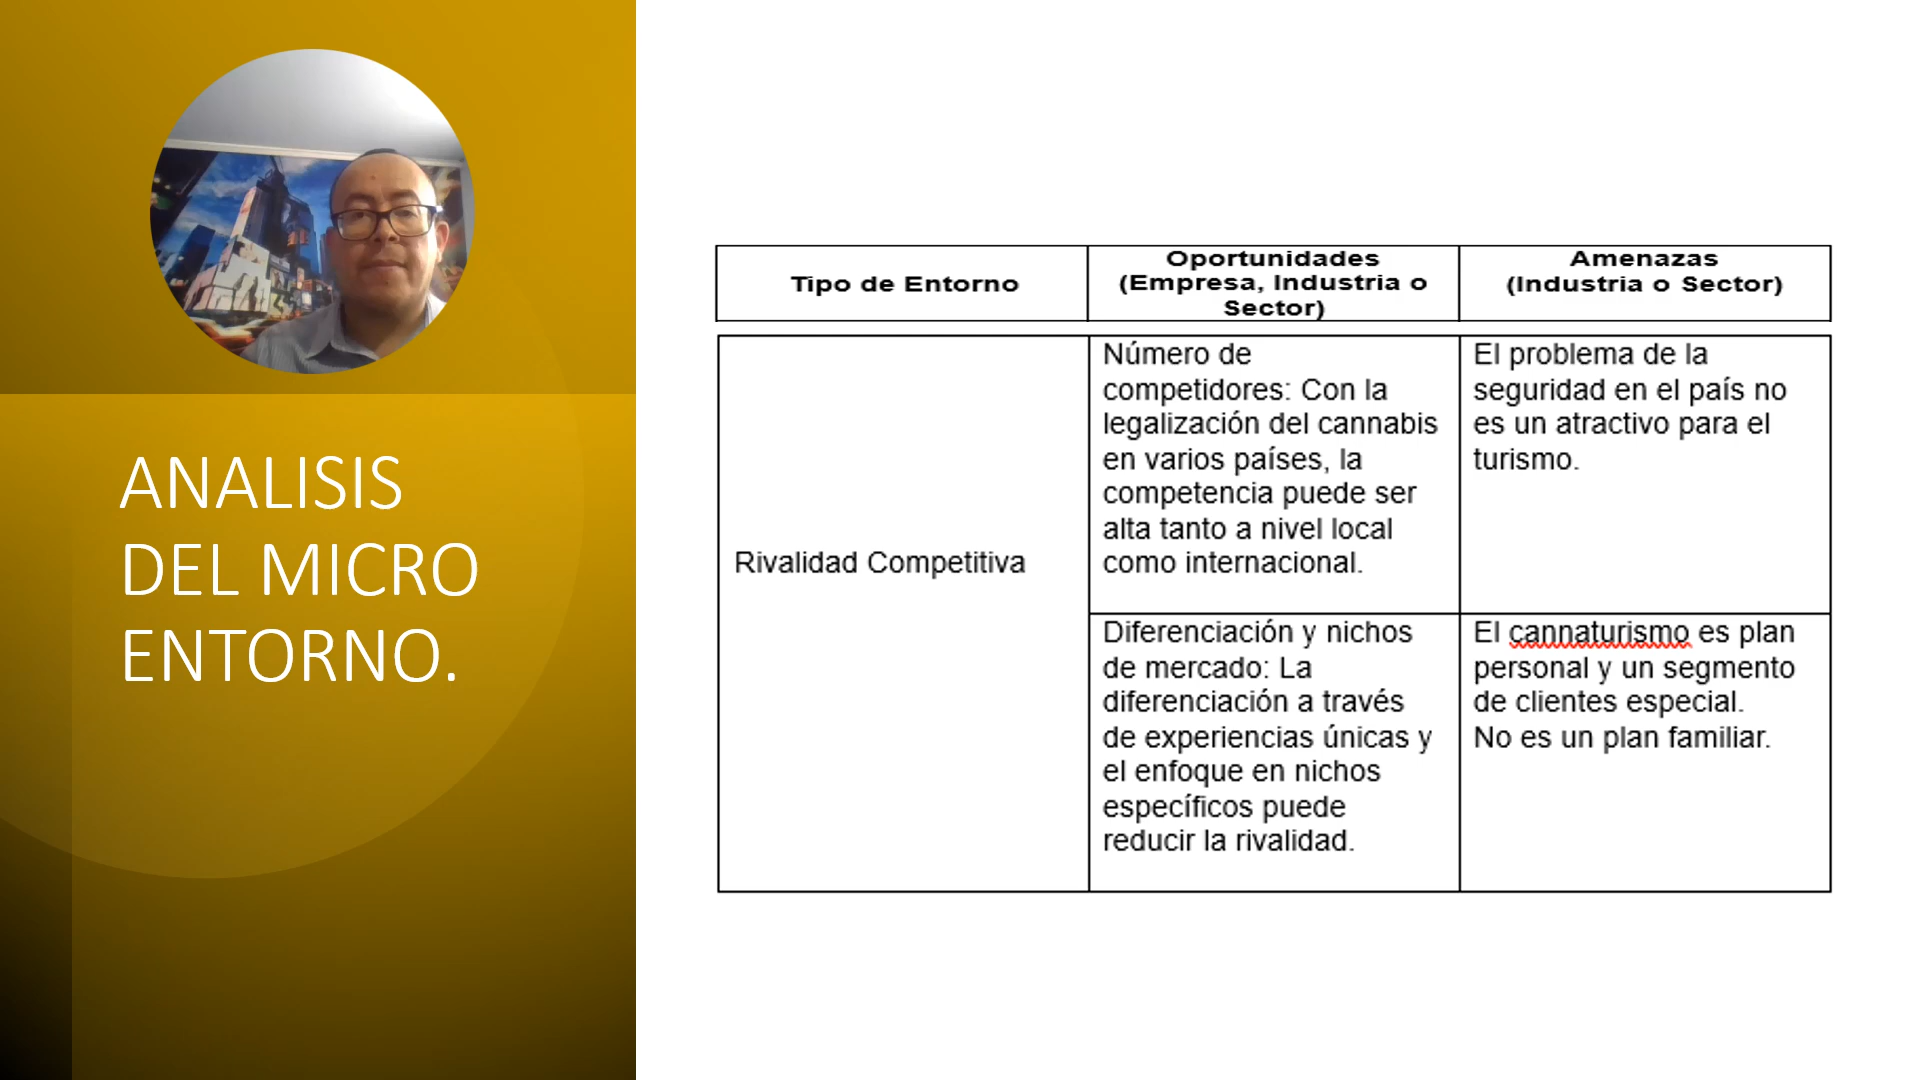 ANALISIS
DEL MICRO
ENTORNO.
Tipo de Entorno
Oportunidades
(Empresa, Industria o
Sector)
Amenazas
(Industria o Sector)
Rivalidad Competitiva
Número de
competidores: Con la
legalización del cannabis
en varios países, la
competencia puede ser
alta tanto a nivel local
como internacional.
El problema de la
seguridad en el país no
es un atractivo para el
turismo.
Diferenciación y nichos
de mercado: La
diferenciación a través
de experiencias únicas y
el enfoque en nichos
específicos puede
reducir la rivalidad.
El cannaturismo es plan
personal y un segmento
de clientes especial.
No es un plan familiar.